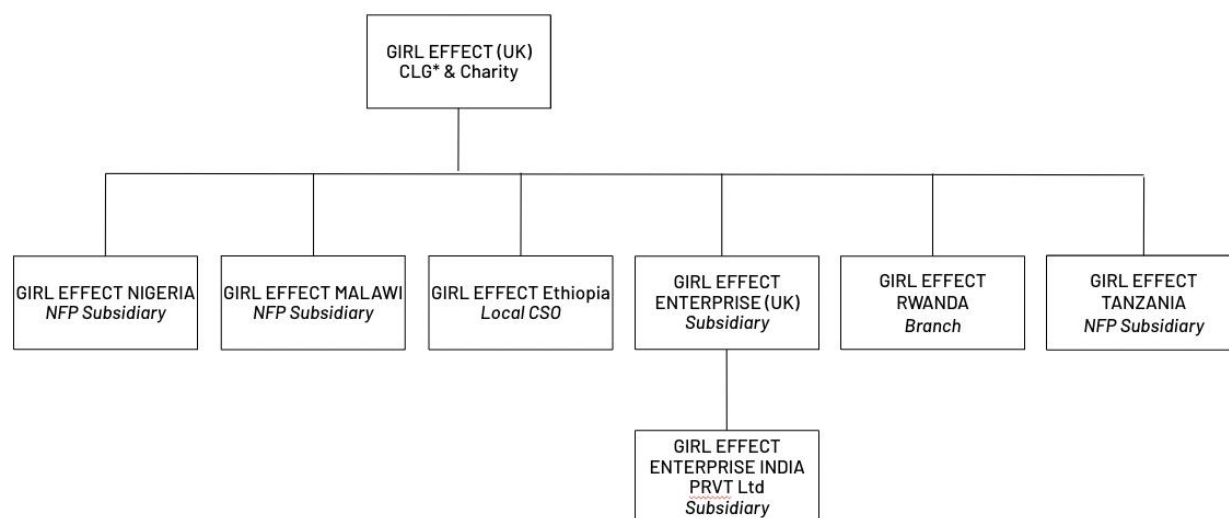 GIRL EFFECT (UK)
CLG* & Charity
GIRL EFFECT NIGERIA
NFP Subsidiary
GIRL EFFECT MALAWI
NFP Subsidiary
GIRL EFFECT Ethiopia
Local CSO
GIRL EFFECT
ENTERPRISE (UK)
Subsidiary
GIRL EFFECT
RWANDA
Branch
GIRL EFFECT
TANZANIA
NFP Subsidiary
GIRL EFFECT
ENTERPRISE INDIA
PRVT Ltd
Subsidiary